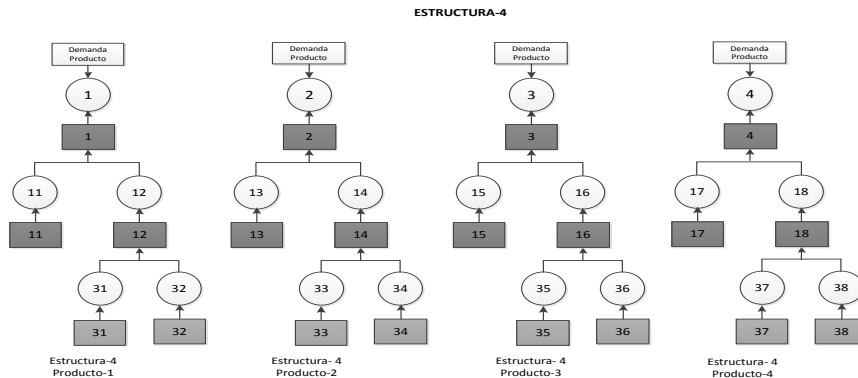 ESTRUCTURA-4
Demanda
Producto
Demanda
Producto
Demanda
Producto
Demanda
Producto
1
2
3
4
1
2
3
4
11
12
13
14
15
16
17
18
11
12
13
14
15
16
17
18
31
32
33
34
35
36
37
38
31
32
33
34
35
36
37
38
Estructura-4
Producto-1
Estructura- 4
Producto-2
Estructura- 4
Producto-3
Estructura- 4
Producto-4